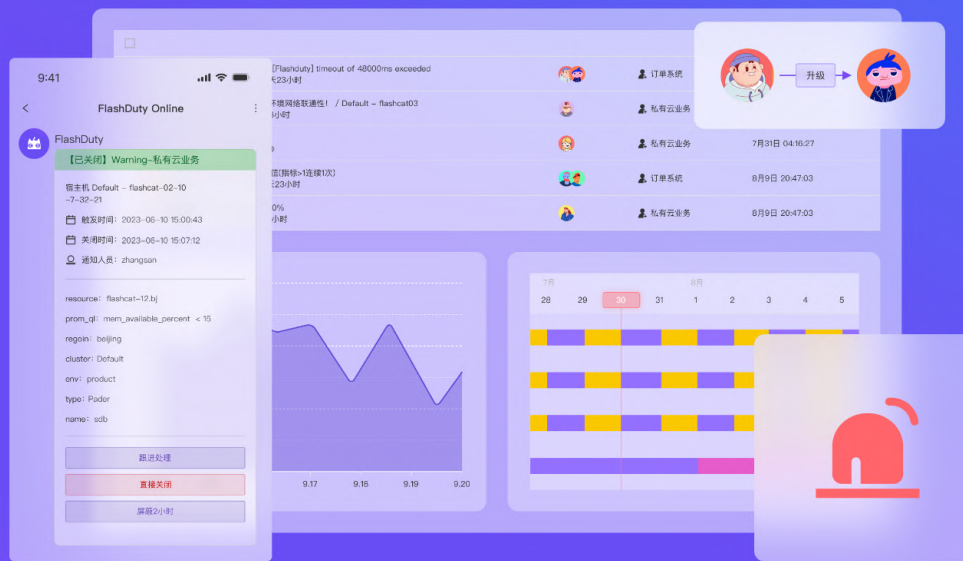 9:41
FlashDuty Online
FlashDuty
【已关闭】Warning-私有云业务
宿主机 Default - flashcat-02-10
-7-32-21
触发时间：2023-06-10 15:00:43
关闭时间：2023-06-10 15:07:12
通知人员：zhangsan
resource：flashcat-12.bj
prom_ql：mem_available_percent < 15
regoin：beijing
cluster：Default
env：product
type：Pader
name：sdb
跟进处理
直接关闭
屏蔽2小时
[Flashduty] timeout of 48000ms exceeded
天23小时
订单系统
环境网络联通性！ / Default - flashcat03
小时
私有云业务
私有云业务
7月31日 04:16:27
值(指标>1连续1次)
天23小时
订单系统
8月9日 20:47:03
0%
小时
私有云业务
8月9日 20:47:03
升级
9.17
9.18
9.19
9.20
7月
8月
28 29 30 31 1 2 3 4 5